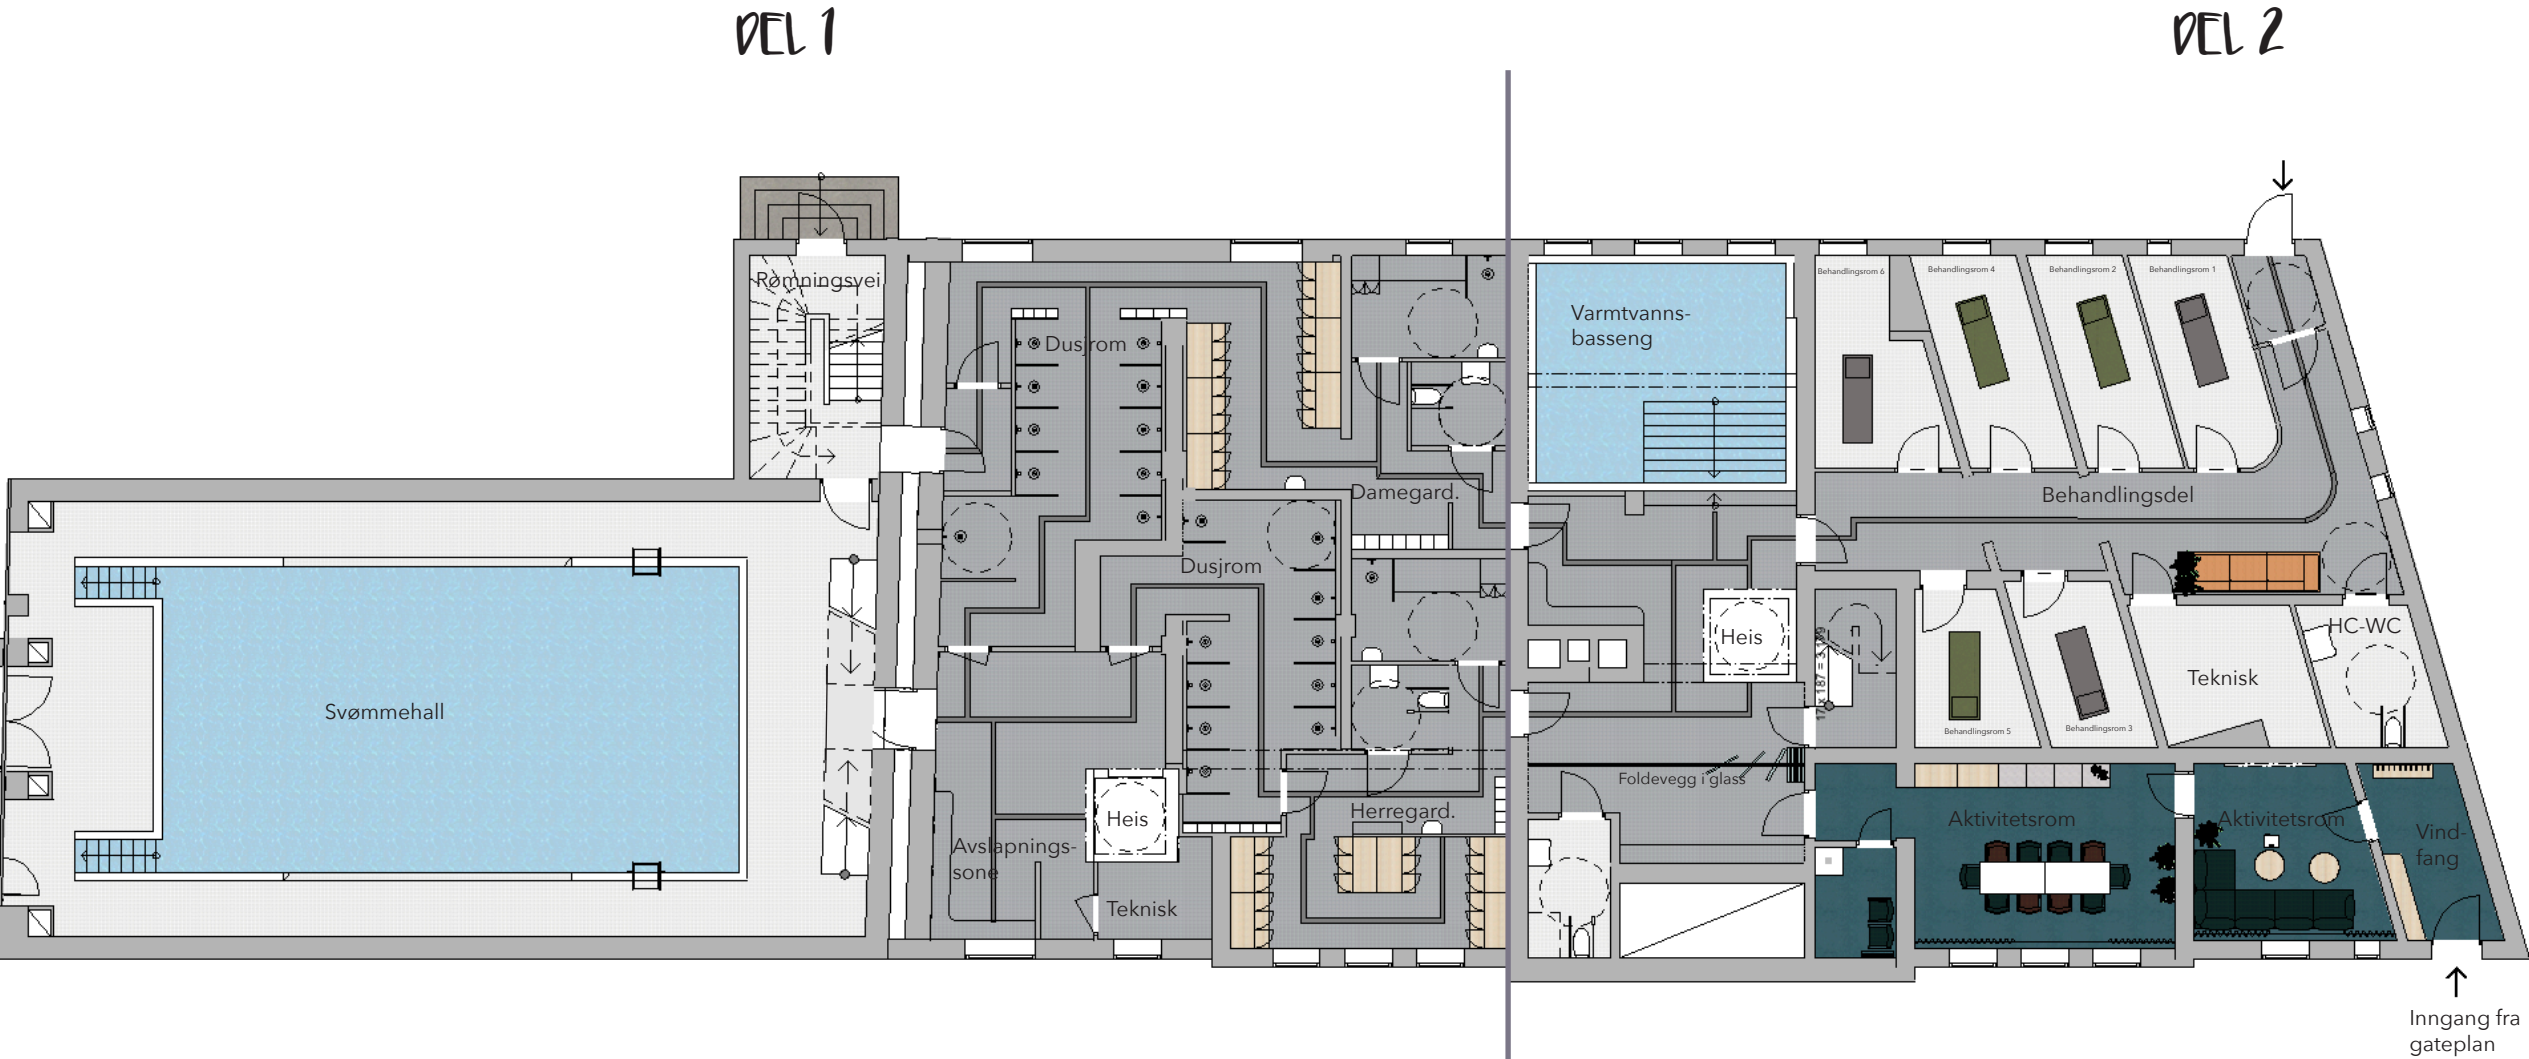 DEL 1
DEL 2
Rømningsvei
Dusjrom
Varmtvanns-
basseng
Behandlingsrom 6
Behandlingsrom 4
Behandlingsrom 2
Behandlingsrom 1
Damegard.
Behandlingsdel
Dusjrom
Heis
HC-WC
Teknisk
Svømmehall
Behandlingsrom 5
Behandlingsrom 3
Foldevegg i glass
Heis
Herregard.
Aktivitetsrom
Aktivitetsrom
Vind-
fang
Avslapnings-
sone
Teknisk
Inngang fra
gateplan